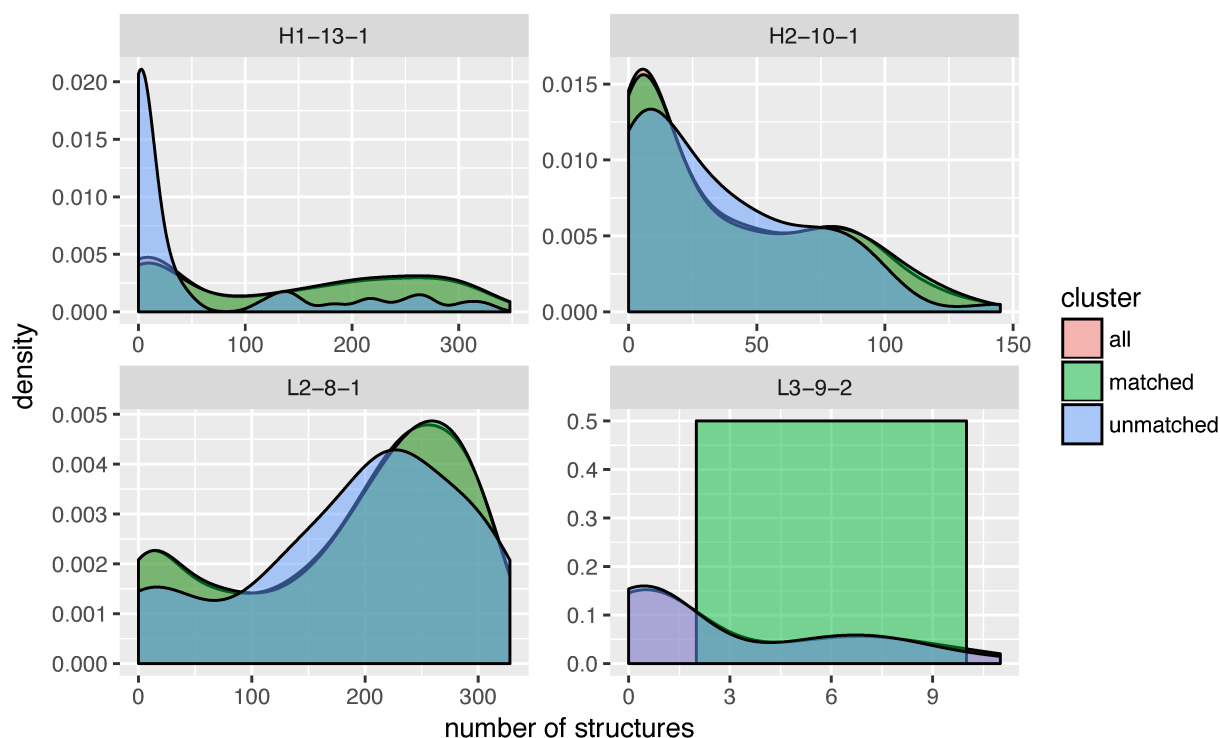 H1−13−1
H2−10−1
0.020
0.015
0.010
0.005
0.000
0 100 200 300
0.015
0.010
0.005
0.000
0 50 100 150
L2−8−1
L3−9−2
0.005
0.004
0.003
0.002
0.001
0.000
0 100 200 300
0.5
0.4
0.3
0.2
0.1
0.0
0 3 6 9
density
number of structures
cluster
all
matched
unmatched